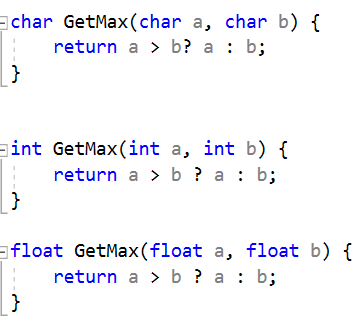 char GetMax(char a, char b) {
    return a > b? a : b;
}
int GetMax(int a, int b) {
    return a > b ? a : b;
}
float GetMax(float a, float b) {
    return a > b ? a : b;
}